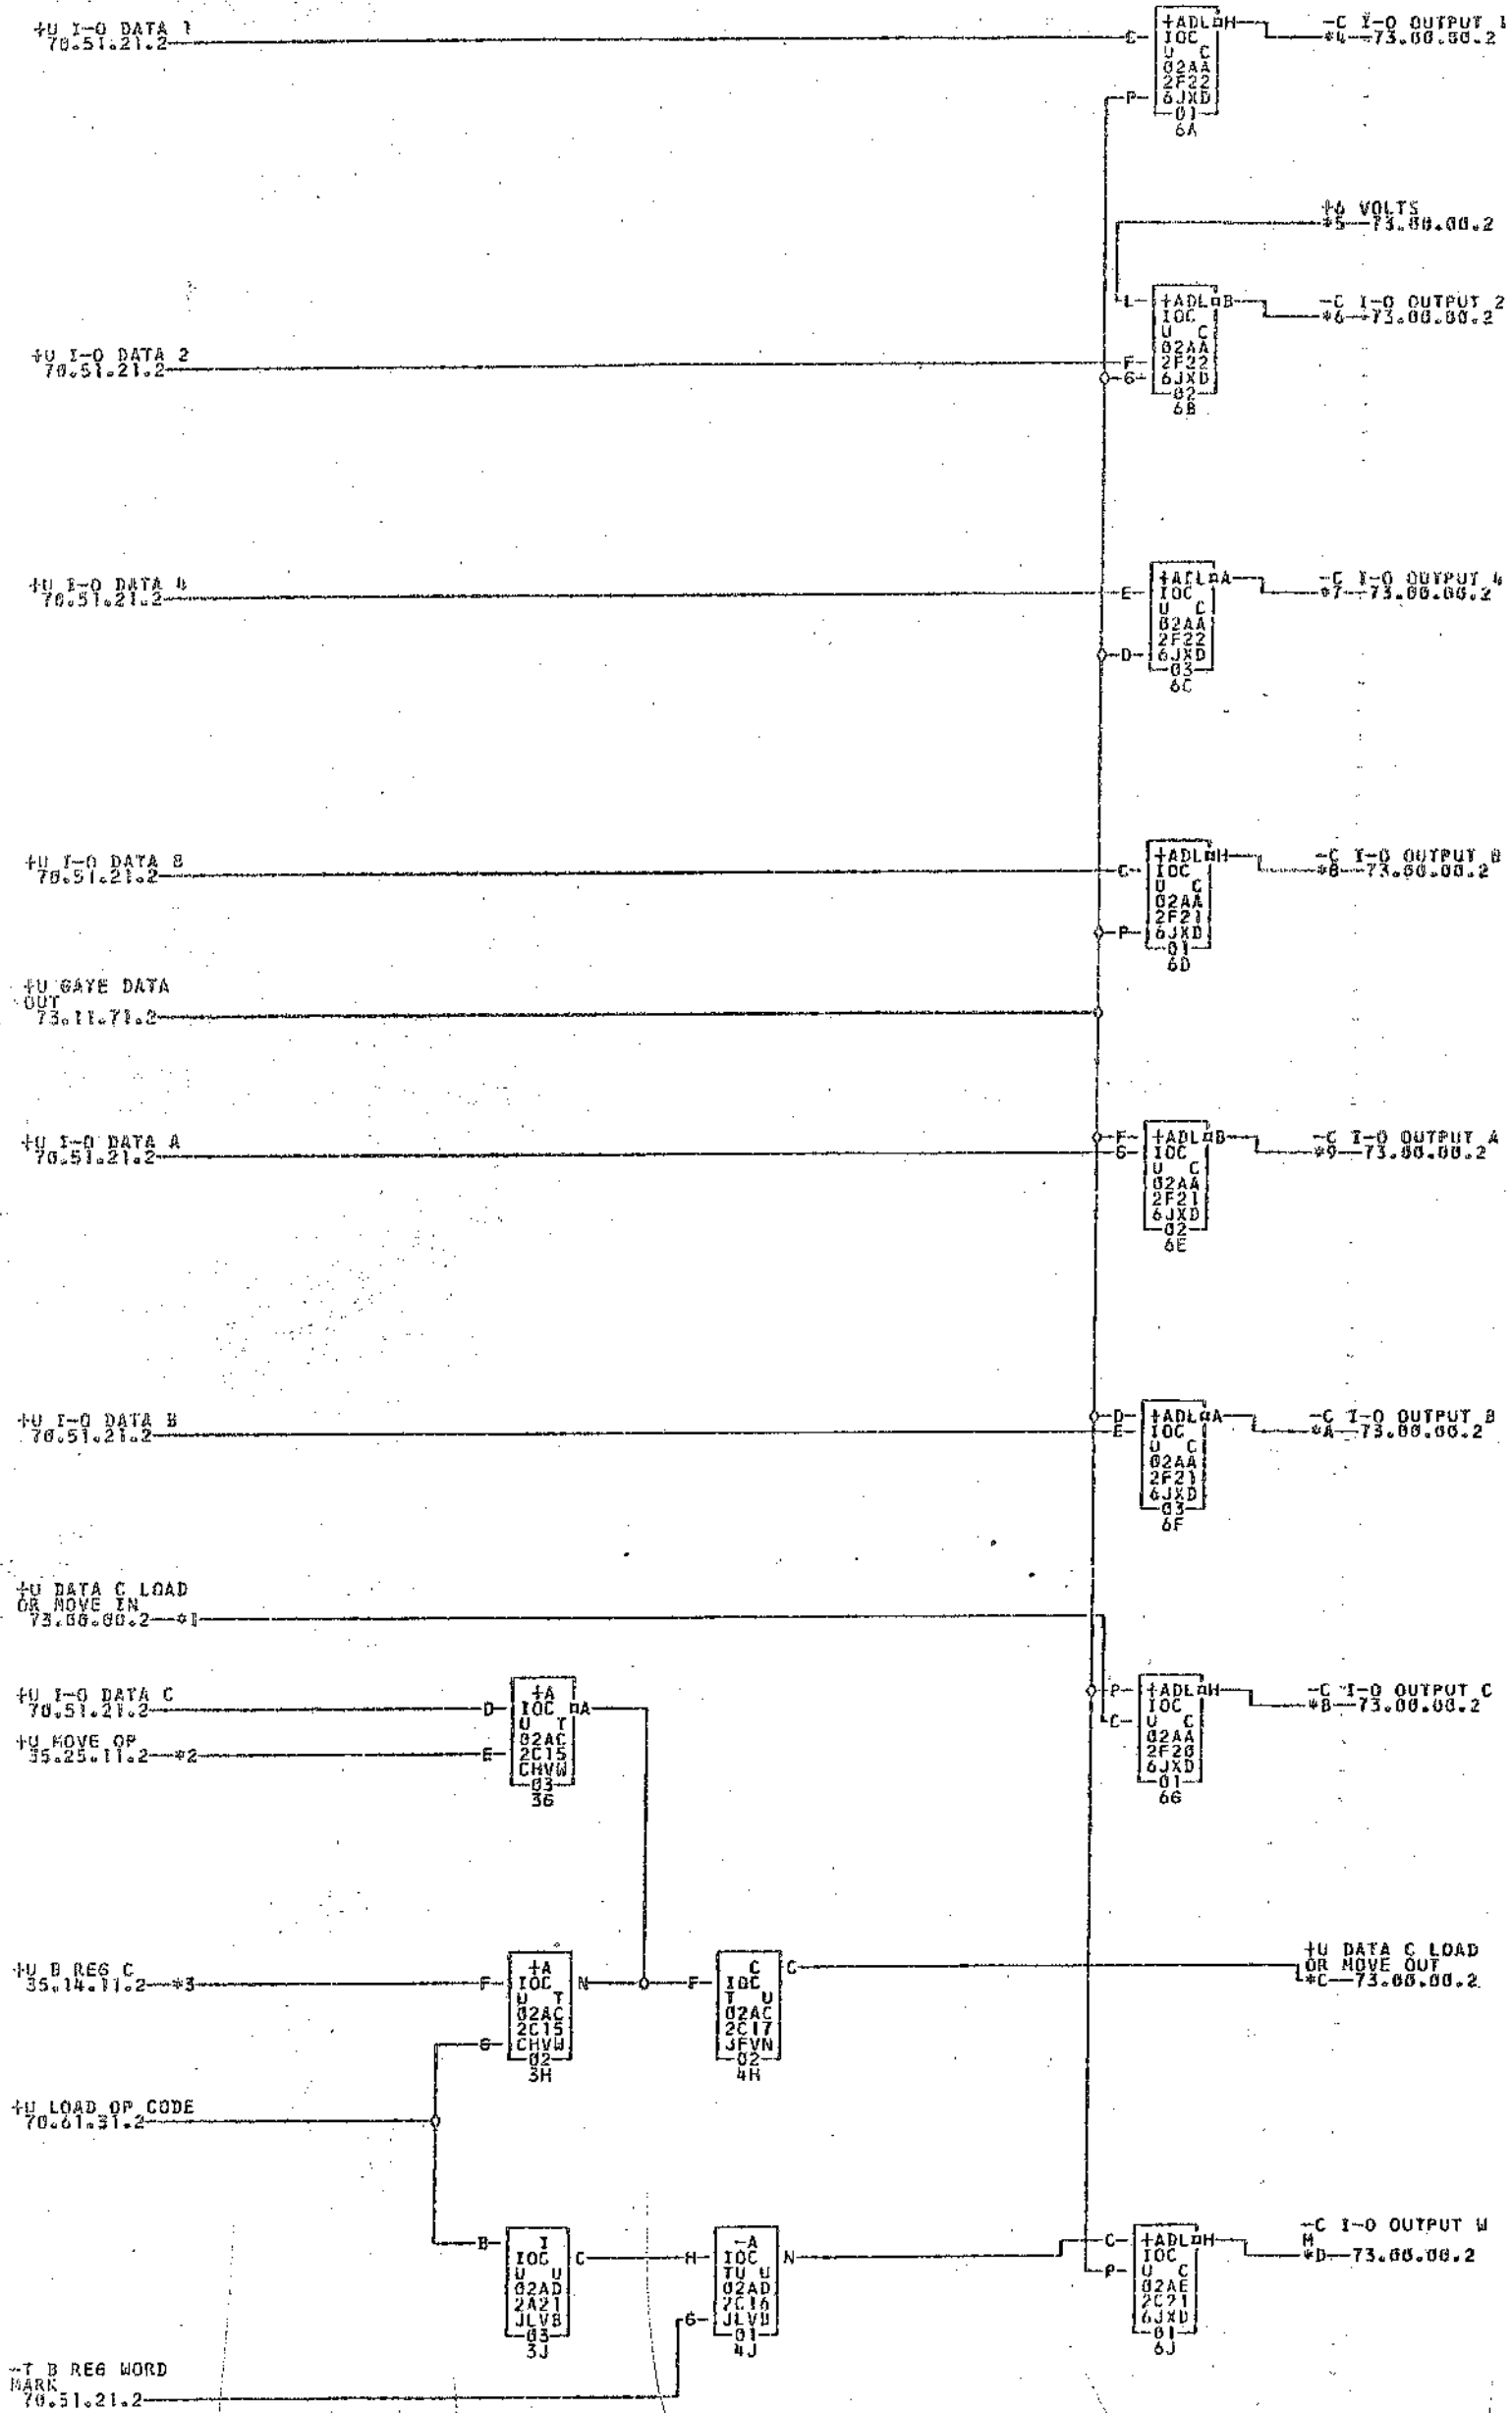 +U I-O DATA 1
70.51.21.2
C
+ADL H
IOC
U C
02AA
2F22
6JXD
01
6A
P
-C I-O OUTPUT 1
*4 73.00.00.2
+6 VOLTS
*5 73.00.00.2
L
+ADL B
IOC
U C
02AA
2F22
6JXD
02
6B
-C I-O OUTPUT 2
*6 73.00.00.2
+U I-O DATA 2
70.51.21.2
F
G
+U I-O DATA 4
70.51.21.2
E
D
+ADL A
IOC
U C
02AA
2F22
6JXD
03
6C
-C I-O OUTPUT 4
*7 73.00.00.2
+U I-O DATA 8
70.51.21.2
C
P
+ADL H
IOC
U C
02AA
2F21
6JXD
01
6D
-C I-O OUTPUT 8
*8 73.00.00.2
+U GATE DATA
OUT
73.11.71.2
+U I-O DATA A
70.51.21.2
F
G
+ADL B
IOC
U C
02AA
2F21
6JXD
02
6E
-C I-O OUTPUT A
*9 73.00.00.2
+U I-O DATA B
70.51.21.2
D
E
+ADL A
IOC
U C
02AA
2F21
6JXD
03
6F
-C I-O OUTPUT B
*A 73.00.00.2
+U DATA C LOAD
OR MOVE IN
73.00.00.2 *1
+U I-O DATA C
70.51.21.2
D
+U MOVE OP
35.25.11.2 *2
E
+A
IOC A
U T
02AC
2C15
CHVW
03
3G
P
C
+ADL H
IOC
U C
02AA
2F20
6JXD
01
6G
-C I-O OUTPUT C
*B 73.00.00.2
+U B REG C
35.14.11.2 *3
F
G
+A
IOC N
U T
02AC
2C15
CHVW
02
3H
F
C
IOC C
T U
02AC
2C17
JFVN
02
4H
+U DATA C LOAD
OR MOVE OUT
*C 73.00.00.2
+U LOAD OP CODE
70.61.31.2
B
I
IOC C
U U
02AD
2A21
JLVB
03
3J
H
G
-A
IOC N
TU U
02AD
2C16
JLVB
01
4J
C
P
+ADL H
IOC
U C
02AE
2C21
6JXD
01
6J
-C I-O OUTPUT W
M
*D 73.00.00.2
-T B REG WORD
MARK
70.51.21.2